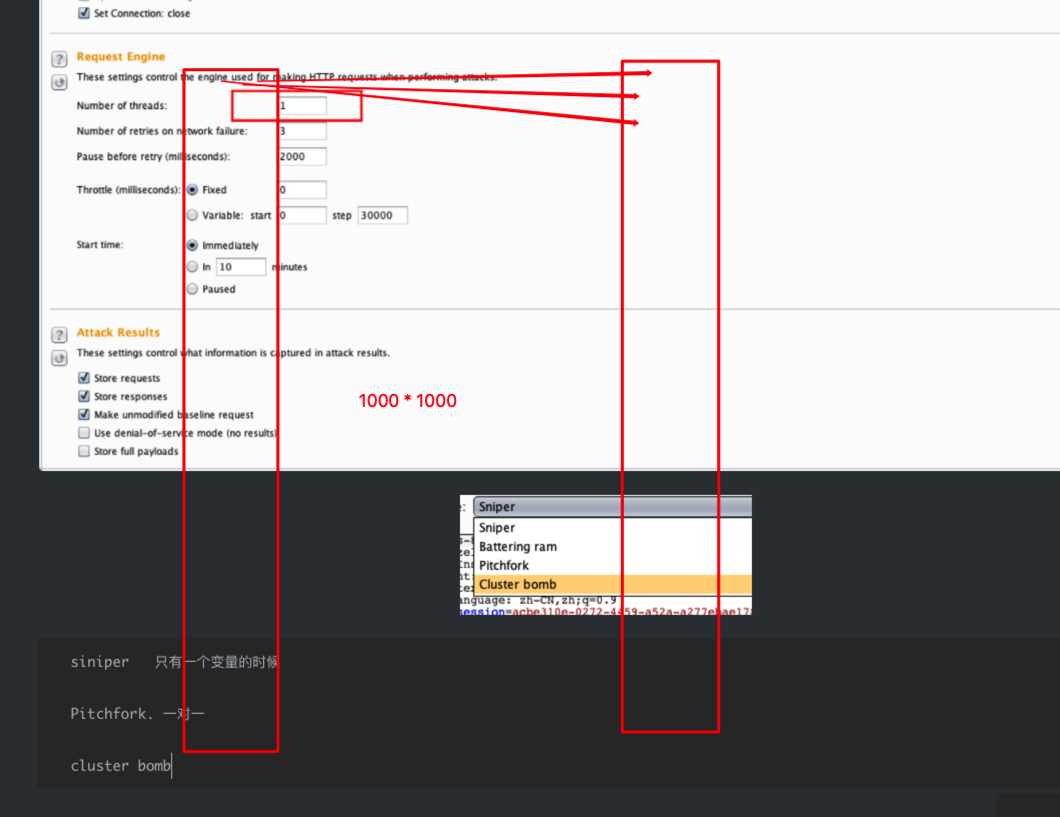 Set Connection: close
Request Engine
These settings control the engine used for making HTTP requests when performing attacks.
Number of threads: 1
Number of retries on network failure: 3
Pause before retry (milliseconds): 2000
Throttle (milliseconds): Fixed 0
Variable: start 0 step 30000
Start time: Immediately
In 10 minutes
Paused
Attack Results
These settings control what information is captured in attack results.
Store requests
Store responses
Make unmodified baseline request
Use denial-of-service mode (no results)
Store full payloads
1000 * 1000
Sniper
Sniper
Battering ram
Pitchfork
Cluster bomb
anguage: zh-CN,zh;q=0.9
session=acbe310e-0272-4459-a52a-a277ebae17
siniper 只有一个变量的时候
Pitchfork. 一对一
cluster bomb